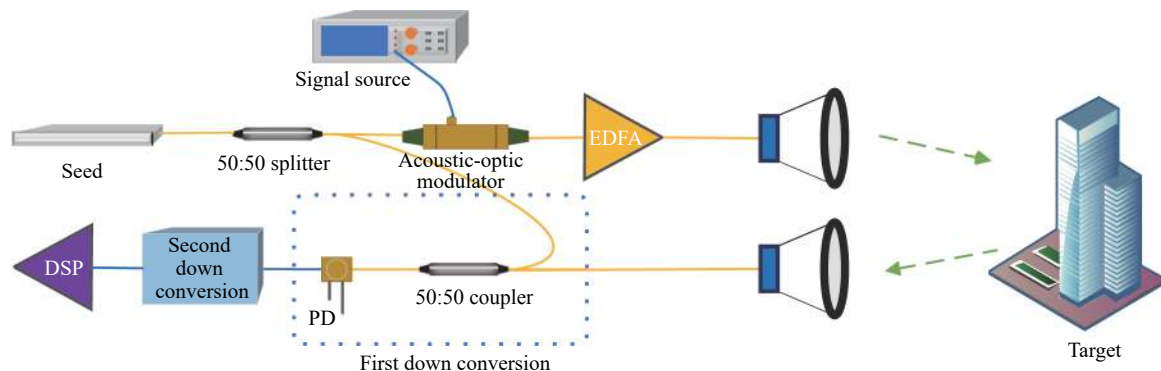 Signal source
EDFA
Seed
50:50 splitter
Acoustic-optic
modulator
DSP
Second
down
conversion
PD
50:50 coupler
First down conversion
Target